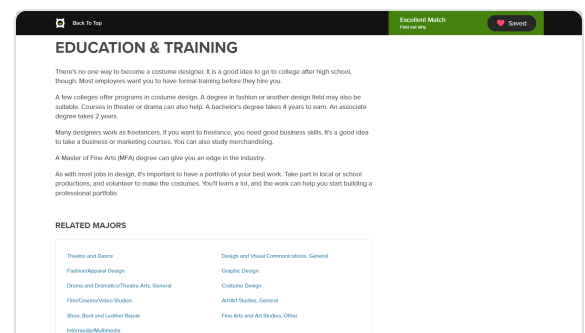 Back To Top
Excellent Match
Find out why
Saved
EDUCATION & TRAINING
There's no one way to become a costume designer. It is a good idea to go to college after high school,
though. Most employers want you to have formal training before they hire you.
A few colleges offer programs in costume design. A degree in fashion or another design field may also be
suitable. Courses in theater or drama can also help. A bachelor's degree takes 4 years to earn. An associate
degree takes 2 years.
Many designers work as freelancers. If you want to freelance, you need good business skills. It's a good idea
to take a business or marketing courses. You can also study merchandising.
A Master of Fine Arts (MFA) degree can give you an edge in the industry.
As with most jobs in design, it's important to have a portfolio of your best work. Take part in local or school
productions, and volunteer to make the costumes. You'll learn a lot, and the work can help you start building a
professional portfolio.
RELATED MAJORS
Theatre and Dance
Design and Visual Communications, General
Fashion/Apparel Design
Graphic Design
Drama and Dramatics/Theatre Arts, General
Costume Design
Film/Cinema/Video Studies
Art/Art Studies, General
Shoe, Boot and Leather Repair
Fine Arts and Art Studies, Other
Intermedia/Multimedia